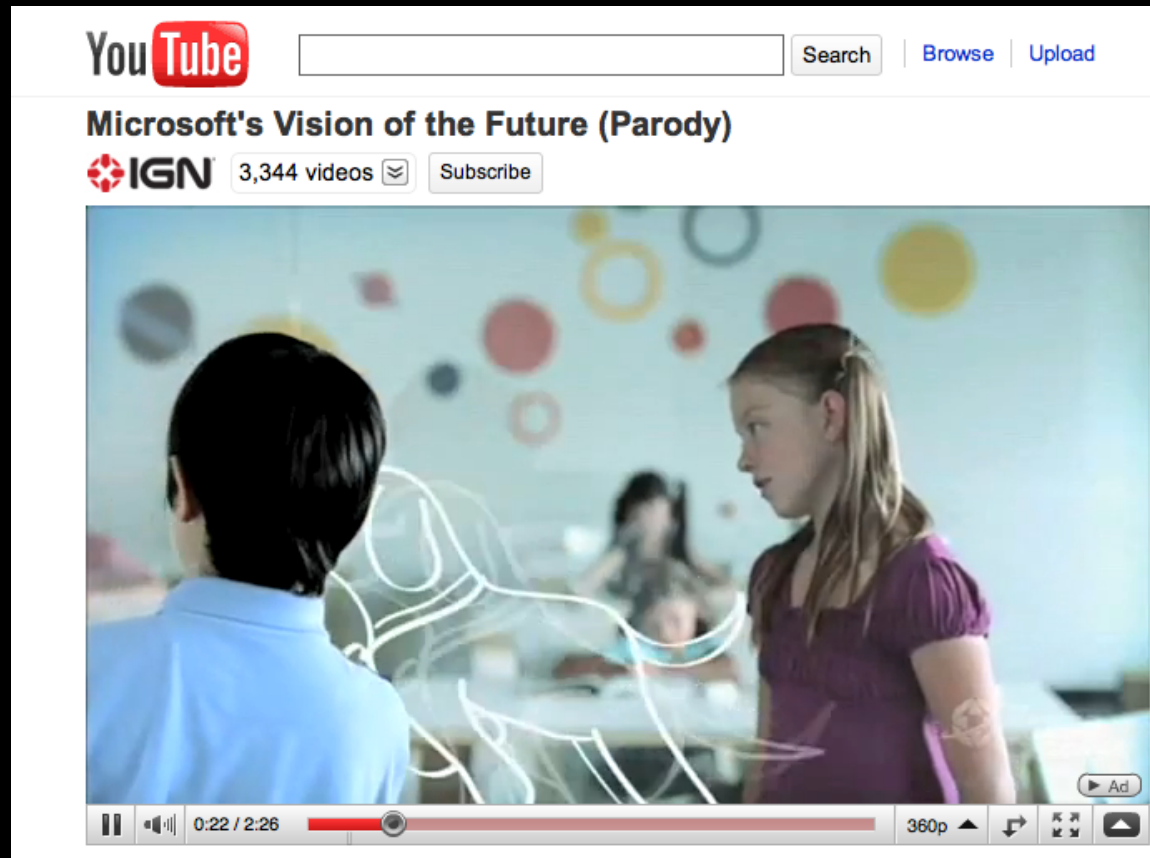 YouTube Search Browse Upload
Microsoft's Vision of the Future (Parody)
IGN 3,344 videos Subscribe
Ad
0:22 / 2:26 360p